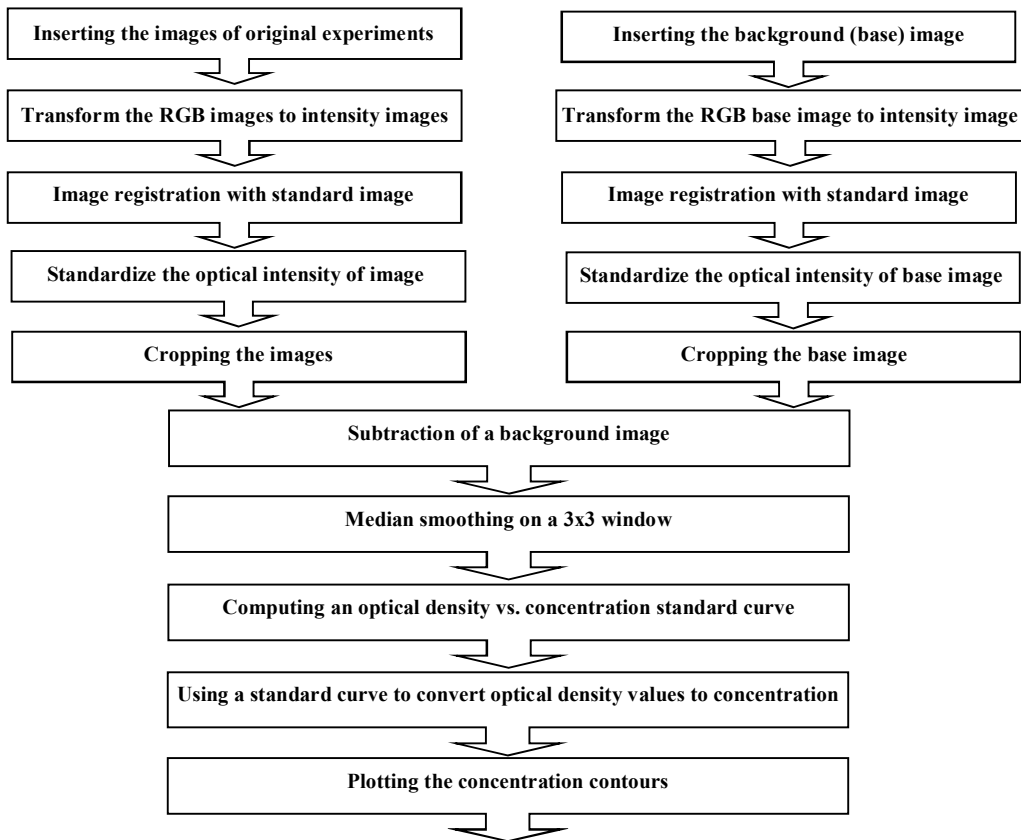 Inserting the images of original experiments
Inserting the background (base) image
Transform the RGB images to intensity images
Transform the RGB base image to intensity image
Image registration with standard image
Image registration with standard image
Standardize the optical intensity of image
Standardize the optical intensity of base image
Cropping the images
Cropping the base image
Subtraction of a background image
Median smoothing on a 3x3 window
Computing an optical density vs. concentration standard curve
Using a standard curve to convert optical density values to concentration
Plotting the concentration contours